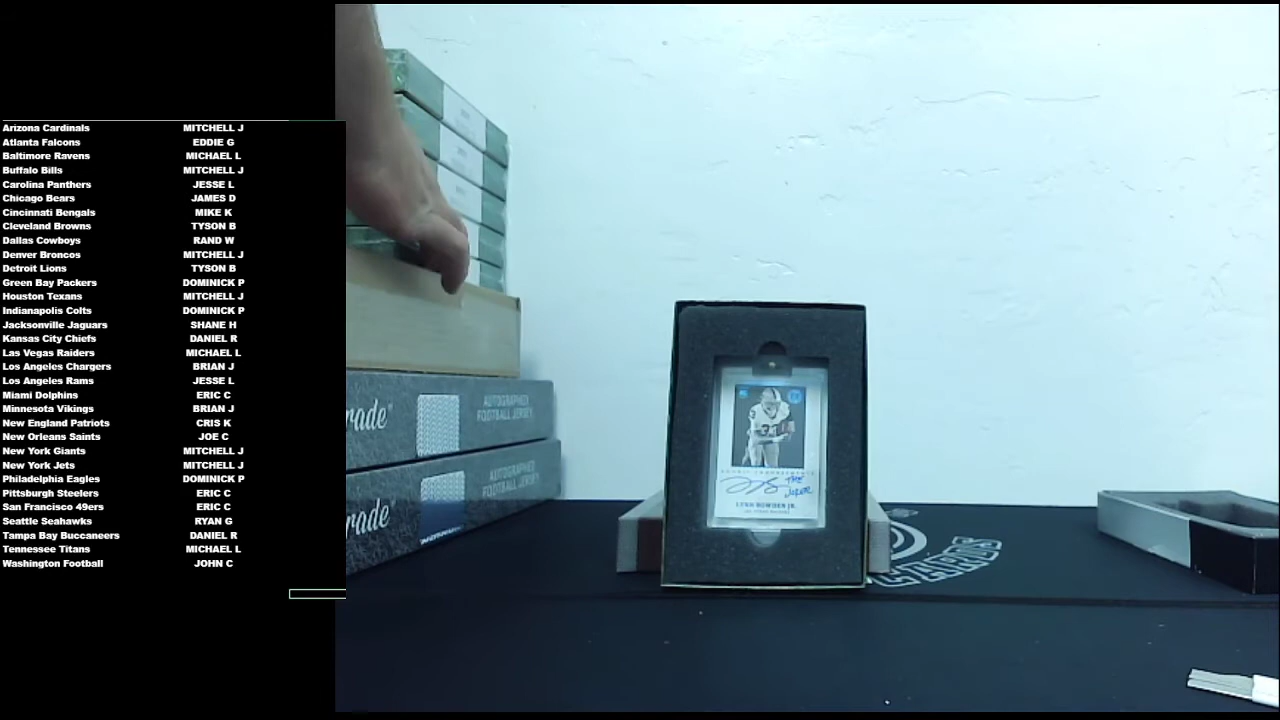 Arizona Cardinals MITCHELL J
Atlanta Falcons EDDIE G
Baltimore Ravens MICHAEL L
Buffalo Bills MITCHELL J
Carolina Panthers JESSE L
Chicago Bears JAMES D
Cincinnati Bengals MIKE K
Cleveland Browns TYSON B
Dallas Cowboys RAND W
Denver Broncos MITCHELL J
Detroit Lions TYSON B
Green Bay Packers DOMINICK P
Houston Texans MITCHELL J
Indianapolis Colts DOMINICK P
Jacksonville Jaguars SHANE H
Kansas City Chiefs DANIEL R
Las Vegas Raiders MICHAEL L
Los Angeles Chargers BRIAN J
Los Angeles Rams JESSE L
Miami Dolphins ERIC C
Minnesota Vikings BRIAN J
New England Patriots CRIS K
New Orleans Saints JOE C
New York Giants MITCHELL J
New York Jets MITCHELL J
Philadelphia Eagles DOMINICK P
Pittsburgh Steelers ERIC C
San Francisco 49ers ERIC C
Seattle Seahawks RYAN G
Tampa Bay Buccaneers DANIEL R
Tennessee Titans MICHAEL L
Washington Football JOHN C
rade
AUTOGRAPHED
FOOTBALL JERSEY
rade
AUTOGRAPHED
FOOTBALL JERSEY
THE
JOKER
LYNN BOWDEN JR.
CARDS